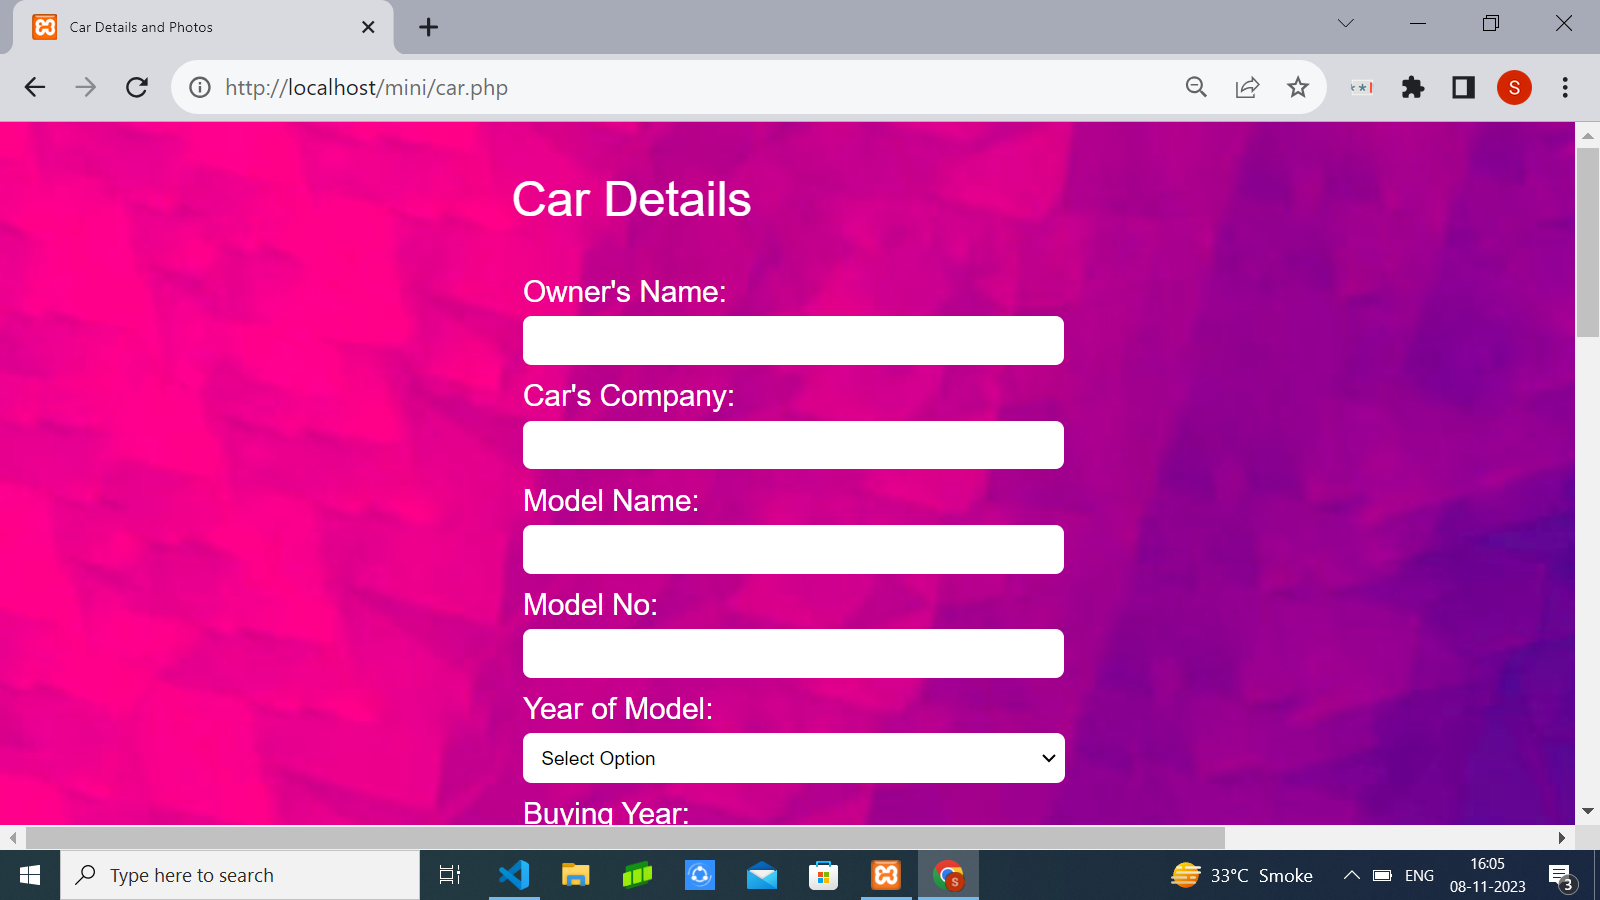 Car Details and Photos
http://localhost/mini/car.php
S
Car Details
Owner's Name:
Car's Company:
Model Name:
Model No:
Year of Model:
Select Option
Buying Year:
Type here to search
S
33°C Smoke
ENG
16:05
08-11-2023
3